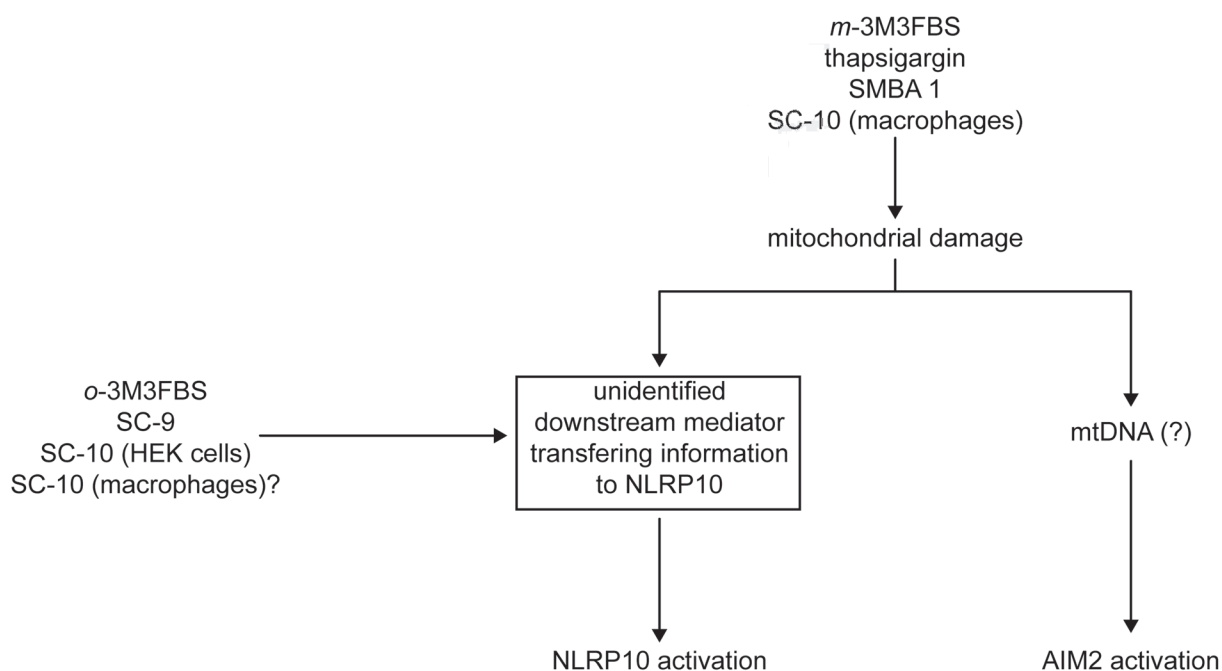 m-3M3FBS
thapsigargin
SMBA 1
SC-10 (macrophages)
mitochondrial damage
o-3M3FBS
SC-9
SC-10 (HEK cells)
SC-10 (macrophages)?
unidentified
downstream mediator
transfering information
to NLRP10
mtDNA (?)
NLRP10 activation
AIM2 activation